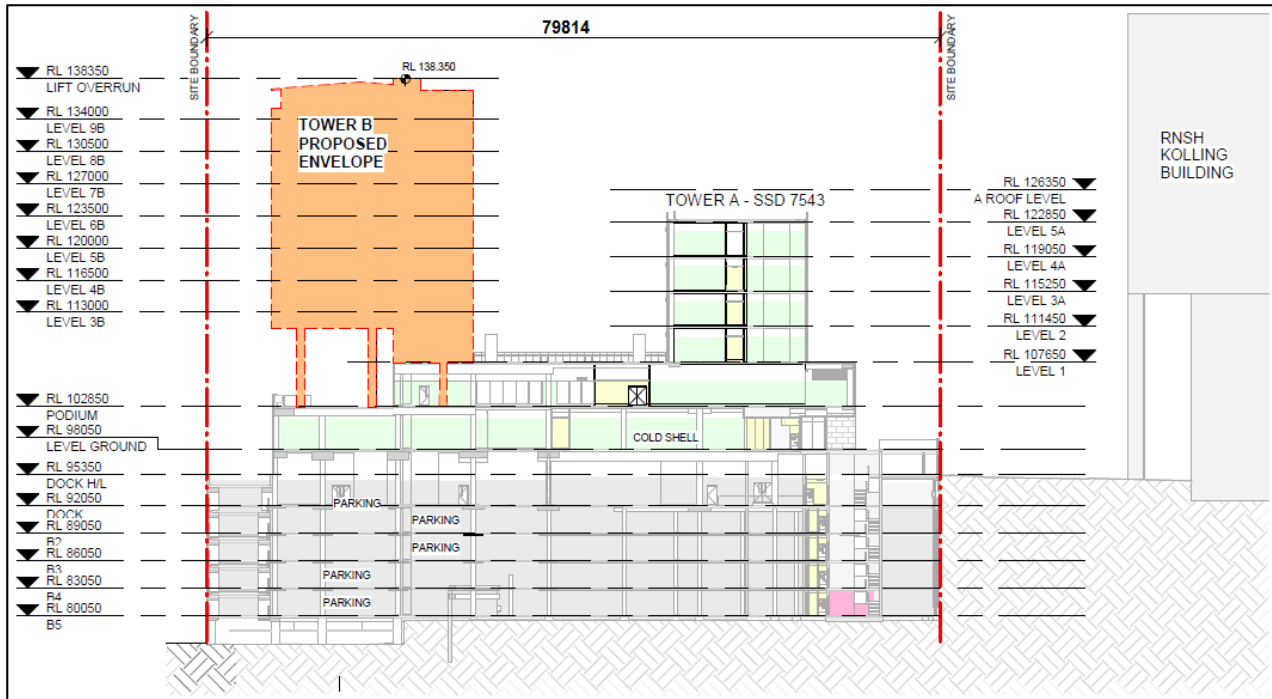 79814
SITE BOUNDARY
SITE BOUNDARY
RL 138.350
RL 138350
LIFT OVERRUN
RL 134000
LEVEL 9B
RL 130500
LEVEL 8B
RL 127000
LEVEL 7B
RL 123500
LEVEL 6B
RL 120000
LEVEL 5B
RL 116500
LEVEL 4B
RL 113000
LEVEL 3B
RL 102850
PODIUM
RL 98050
LEVEL GROUND
RL 95350
DOCK H/L
RL 92050
DOCK
RL 89050
B2
RL 86050
B3
RL 83050
B4
RL 80050
B5
TOWER B
PROPOSED
ENVELOPE
TOWER A - SSD 7543
COLD SHELL
PARKING
PARKING
PARKING
PARKING
PARKING
RL 126350
A ROOF LEVEL
RL 122850
LEVEL 5A
RL 119050
LEVEL 4A
RL 115250
LEVEL 3A
RL 111450
LEVEL 2
RL 107650
LEVEL 1
RNSH
KOLLING
BUILDING